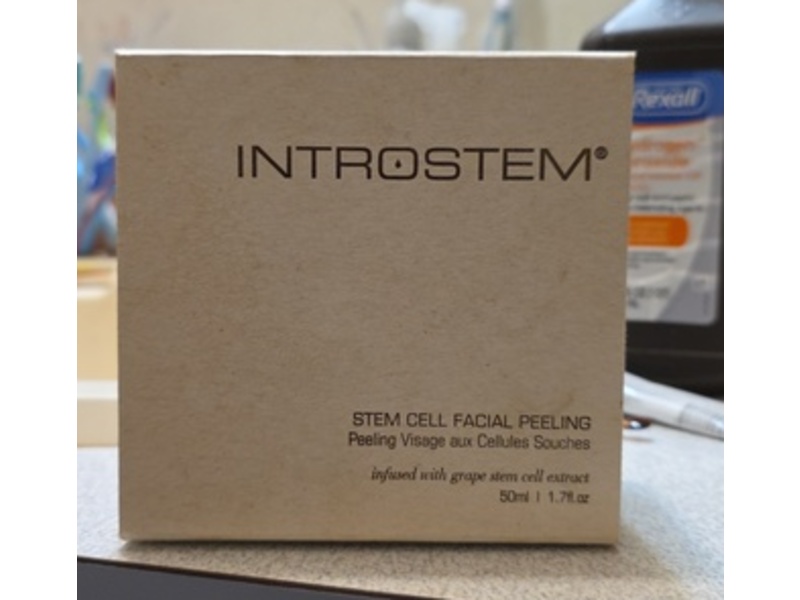 INTROSTEM®
STEM CELL FACIAL PEELING
Peeling Visage aux Cellules Souches
infused with grape stem cell extract
50ml | 1.7fl.oz
Rexall